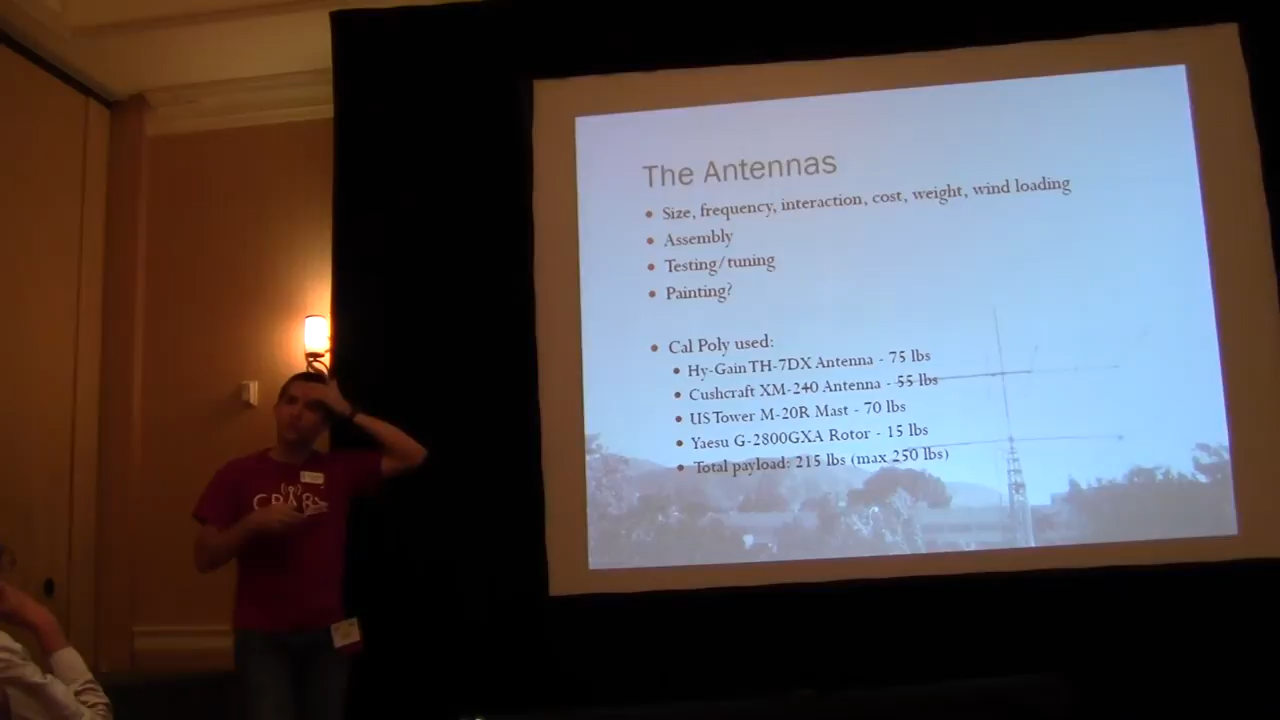 The Antennas
• Size, frequency, interaction, cost, weight, wind loading
• Assembly
• Testing/tuning
• Painting?
• Cal Poly used:
• Hy-Gain TH-7DX Antenna - 75 lbs
• Cushcraft XM-240 Antenna - 55 lbs
• US Tower M-20R Mast - 70 lbs
• Yaesu G-2800GXA Rotor - 15 lbs
• Total payload: 215 lbs (max 250 lbs)